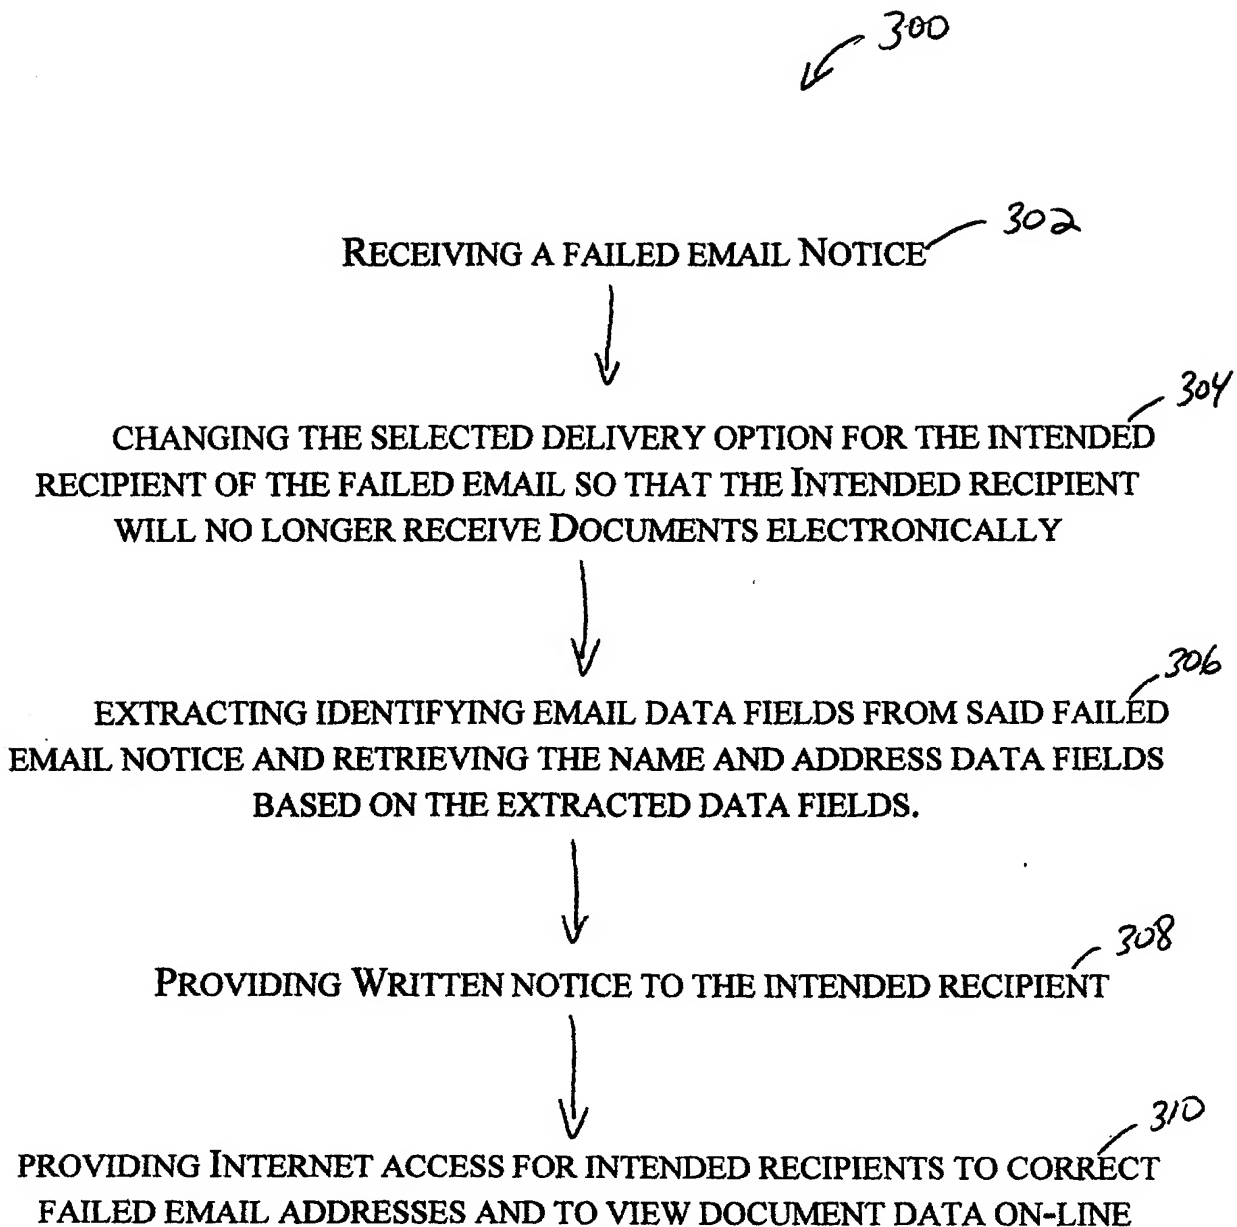 300
302
RECEIVING A FAILED EMAIL NOTICE
304
CHANGING THE SELECTED DELIVERY OPTION FOR THE INTENDED
RECIPIENT OF THE FAILED EMAIL SO THAT THE INTENDED RECIPIENT
WILL NO LONGER RECEIVE DOCUMENTS ELECTRONICALLY
306
EXTRACTING IDENTIFYING EMAIL DATA FIELDS FROM SAID FAILED
EMAIL NOTICE AND RETRIEVING THE NAME AND ADDRESS DATA FIELDS
BASED ON THE EXTRACTED DATA FIELDS.
308
PROVIDING WRITTEN NOTICE TO THE INTENDED RECIPIENT
310
PROVIDING INTERNET ACCESS FOR INTENDED RECIPIENTS TO CORRECT
FAILED EMAIL ADDRESSES AND TO VIEW DOCUMENT DATA ON-LINE